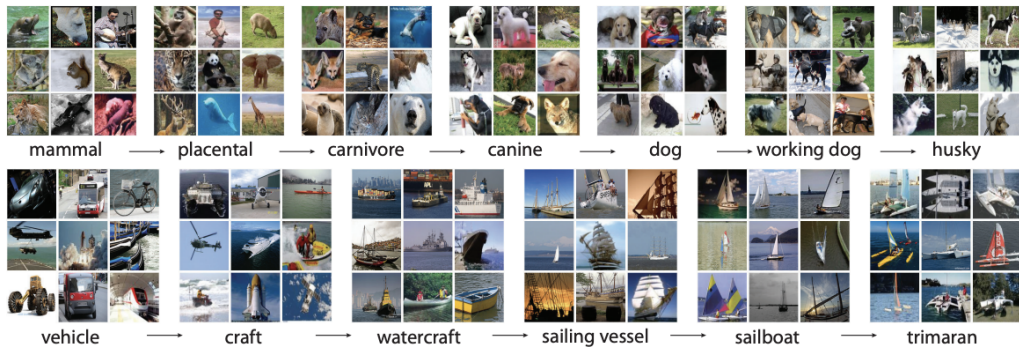 mammal → placental → carnivore → canine → dog → working dog → husky
vehicle → craft → watercraft → sailing vessel → sailboat → trimaran